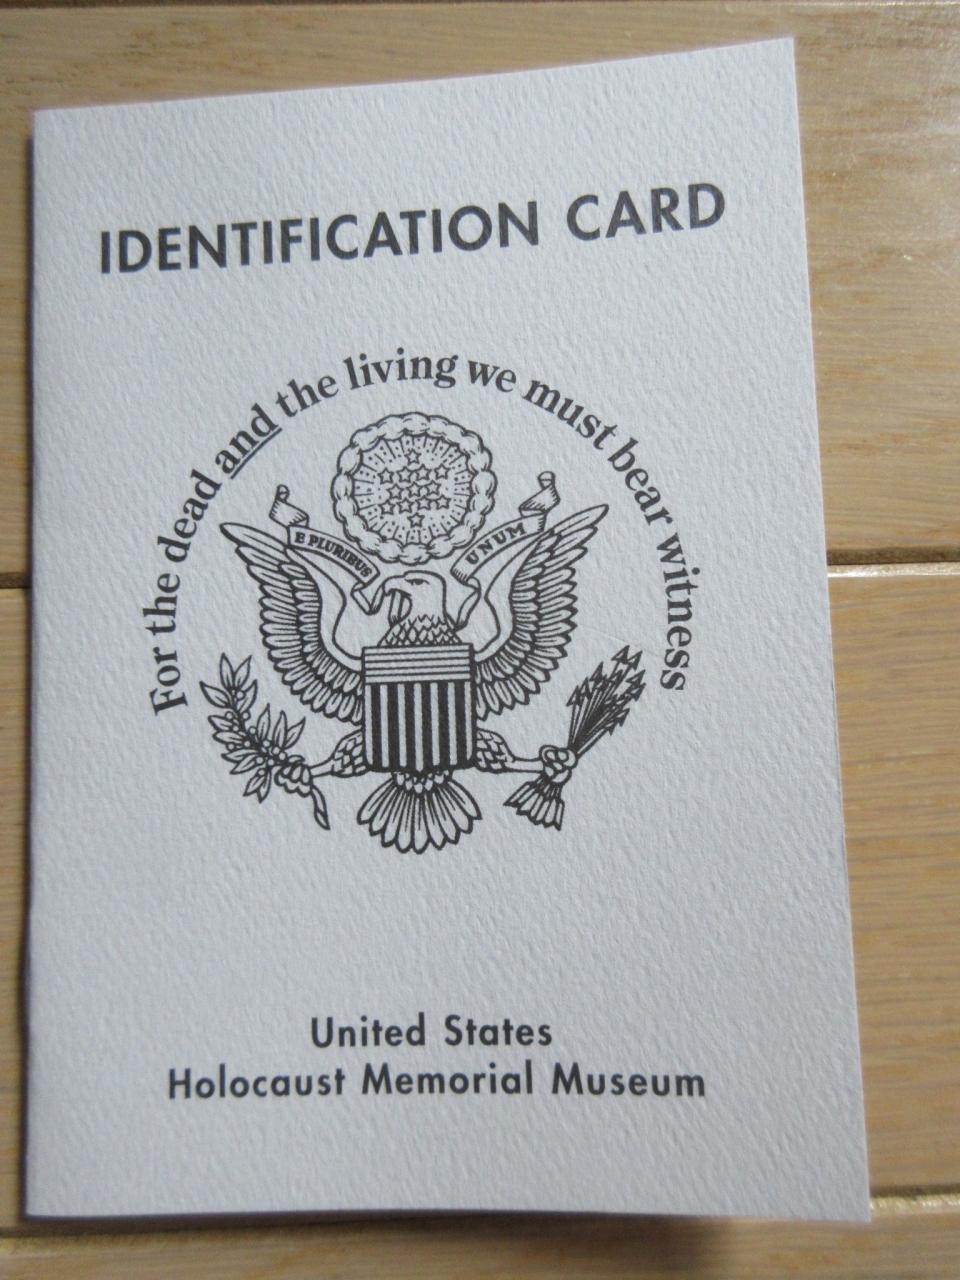 IDENTIFICATION CARD
For the dead and the living we must bear witness
E PLURIBUS UNUM
United States
Holocaust Memorial Museum